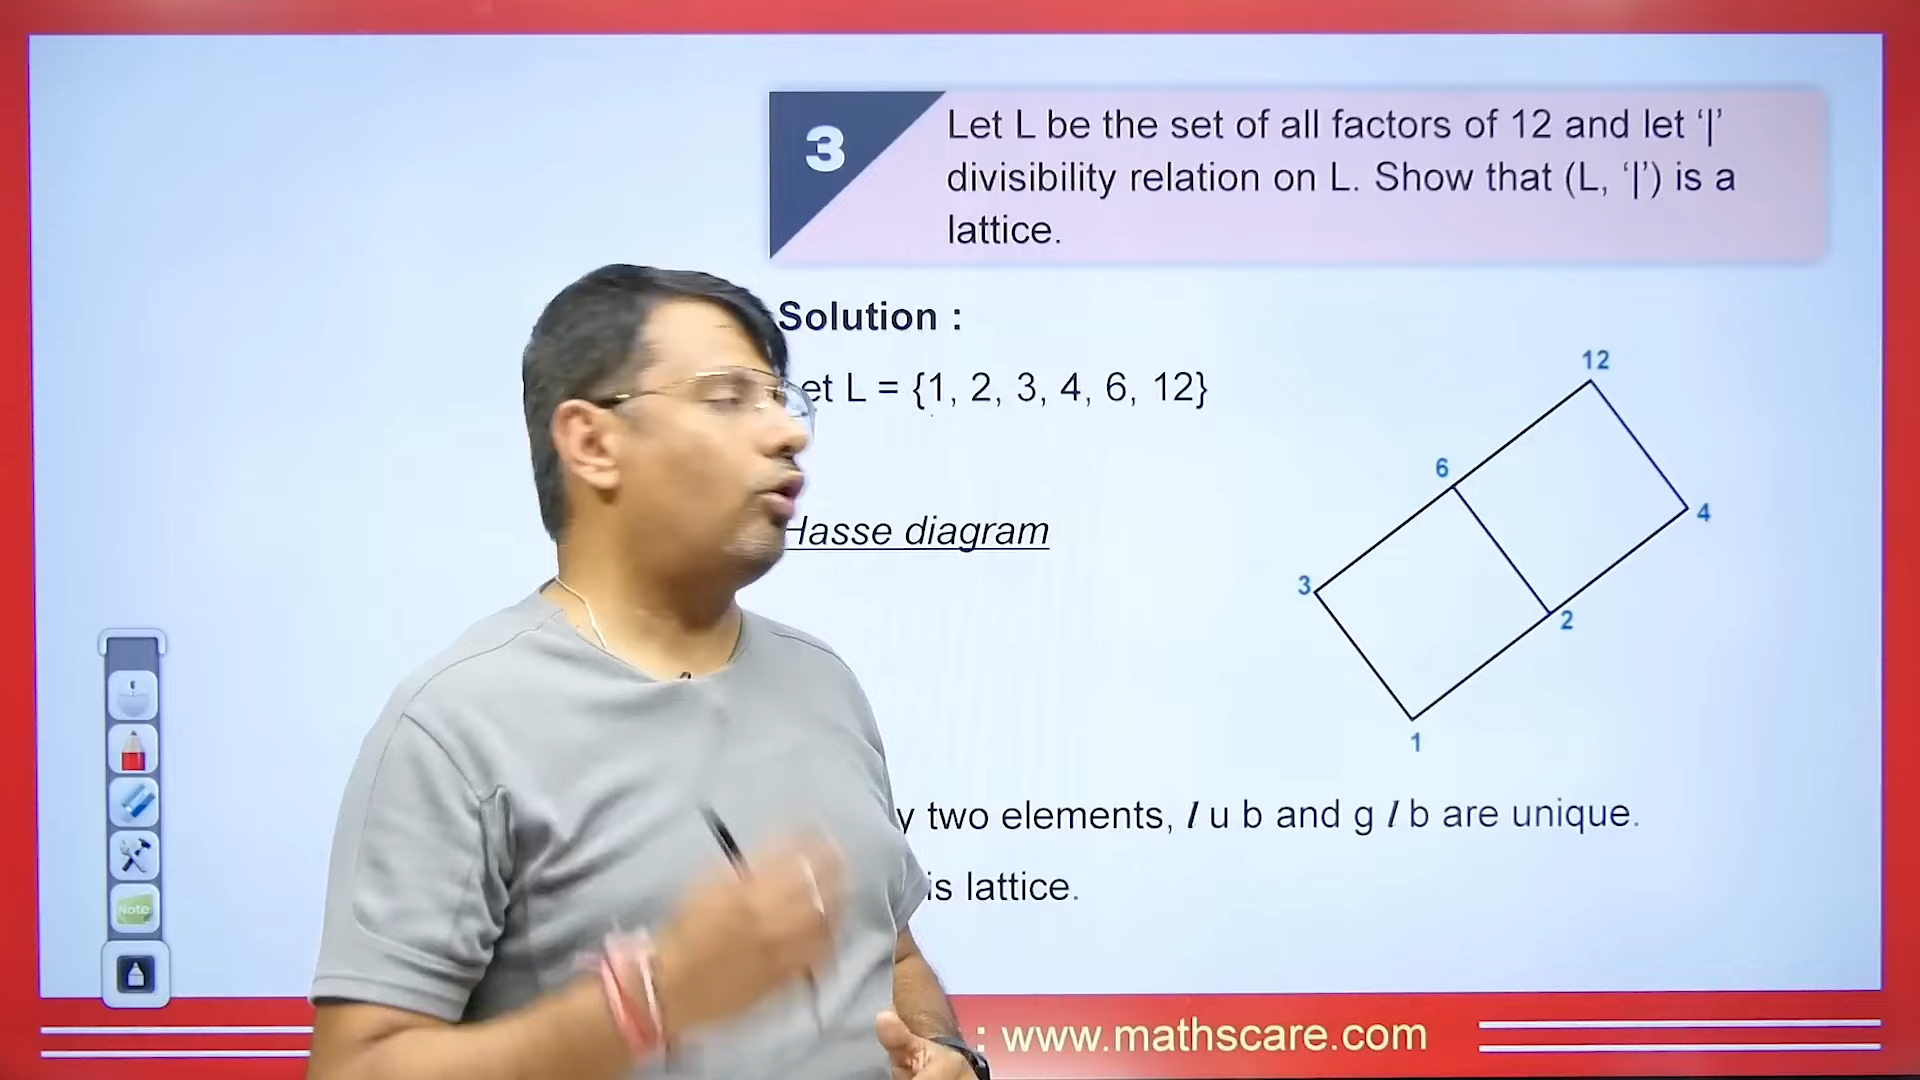 3
Let L be the set of all factors of 12 and let ‘|’
divisibility relation on L. Show that (L, ‘|’) is a
lattice.
Solution :
et L = {1, 2, 3, 4, 6, 12}
12
6
4
Hasse diagram
3
2
1
y two elements, l u b and g l b are unique.
is lattice.
Note
: www.mathscare.com